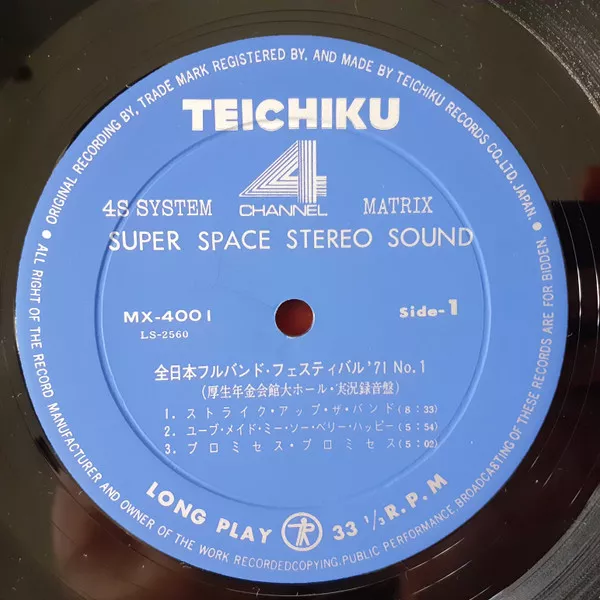 ORIGINAL RECORDING BY, TRADE MARK REGISTERED BY, AND MADE BY TEICHIKU RECORDS CO., LTD. JAPAN.
TEICHIKU
4
4S SYSTEM CHANNEL MATRIX
SUPER SPACE STEREO SOUND
MX-4001 Side-1
LS-2560
全日本フルバンド・フェスティバル'71 No.1
(厚生年金会館大ホール・実況録音盤)
1. ストライク・アップ・ザ・バンド(8:33)
2. ユーブ・メイド・ミー・ソー・ベリー・ハッピー(5:54)
3. プロミセス・プロミセス(5:02)
LONG PLAY 33 1/3 R.P.M
ALL RIGHT OF THE RECORD MANUFACTURER AND OWNER OF THE WORK RECORDEDCOPYING. PUBLIC PERFORMANCE. BROADCASTING OF THESE RECORDS ARE FOR BIDDEN.